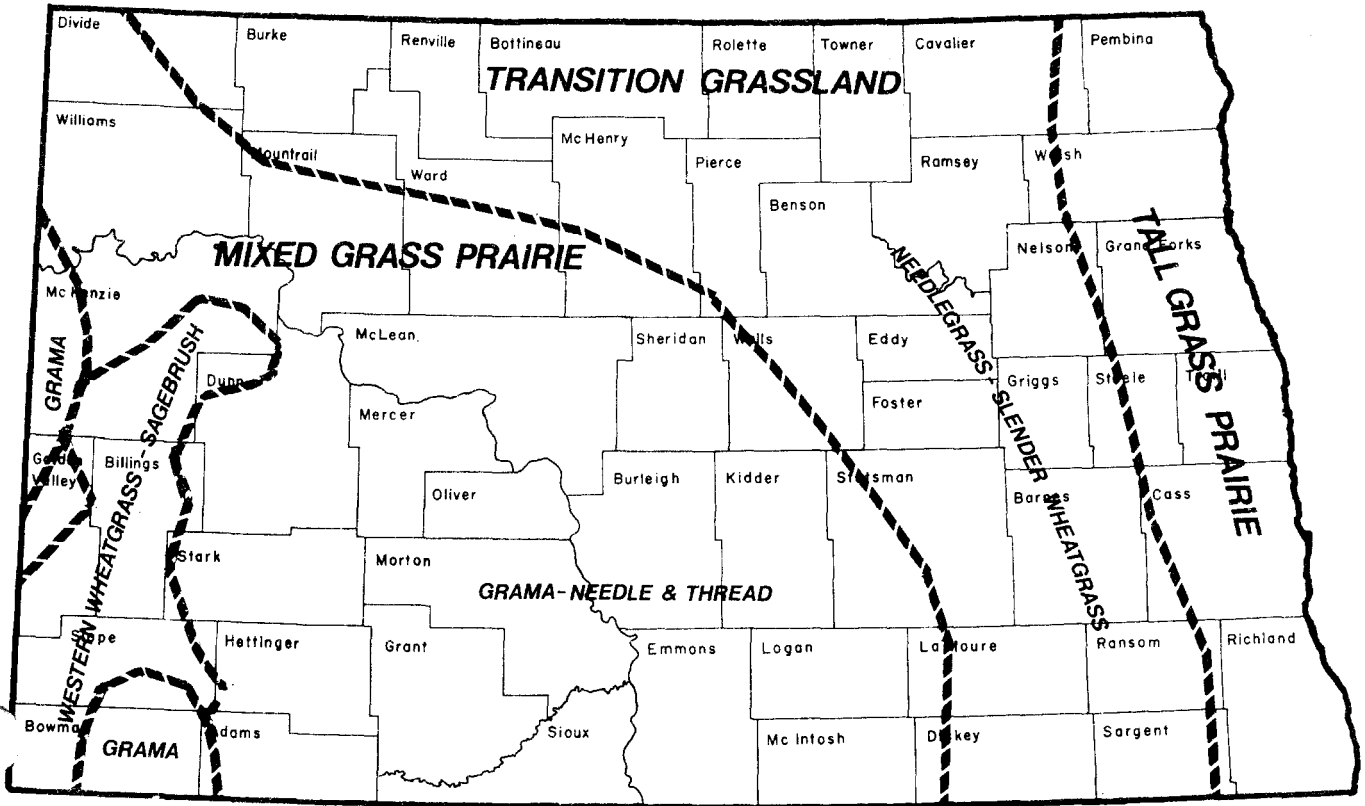 Divide
Burke
Renville
Bottineau
Rolette
Towner
Cavalier
Pembina
TRANSITION GRASSLAND
Williams
Mountrail
Ward
McHenry
Pierce
Ramsey
Walsh
Benson
Nelson
Grand Forks
MIXED GRASS PRAIRIE
McKenzie
GRAMA
WESTERN WHEATGRASS - SAGEBRUSH
Dunn
McLean
Sheridan
Wells
Eddy
NEEDLEGRASS - SLENDER WHEATGRASS
TALL GRASS PRAIRIE
Mercer
Foster
Griggs
Steele
Traill
Golden
Valley
Billings
Oliver
Burleigh
Kidder
Stutsman
Barnes
Cass
Stark
Morton
GRAMA-NEEDLE & THREAD
Slope
Hettinger
Grant
Emmons
Logan
LaMoure
Ransom
Richland
Bowman
GRAMA
Adams
Sioux
Mc Intosh
Dickey
Sargent